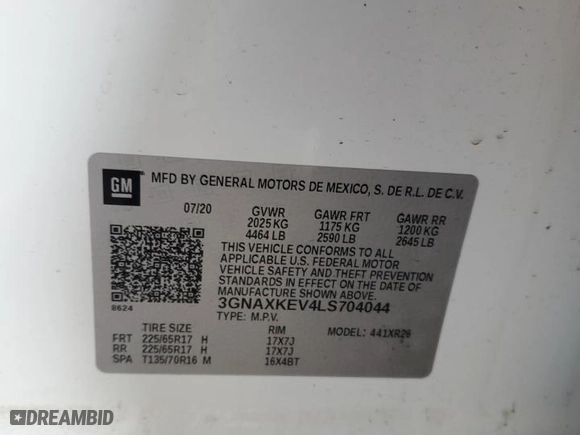 GM
MFD BY GENERAL MOTORS DE MEXICO, S. DE R.L. DE C.V.
07/20 GVWR GAWR FRT GAWR RR
2025 KG 1175 KG 1200 KG
4464 LB 2590 LB 2645 LB
THIS VEHICLE CONFORMS TO ALL
APPLICABLE U.S. FEDERAL MOTOR
VEHICLE SAFETY AND THEFT PREVENTION
STANDARDS IN EFFECT ON THE DATE OF
MANUFACTURE SHOWN ABOVE.
8624 3GNAXKEV4LS704044
TYPE: M.P.V. MODEL: 441XR26
TIRE SIZE RIM
FRT 225/65R17 H 17X7J
RR 225/65R17 H 17X7J
SPA T135/70R16 M 16X4BT
DREAMBID